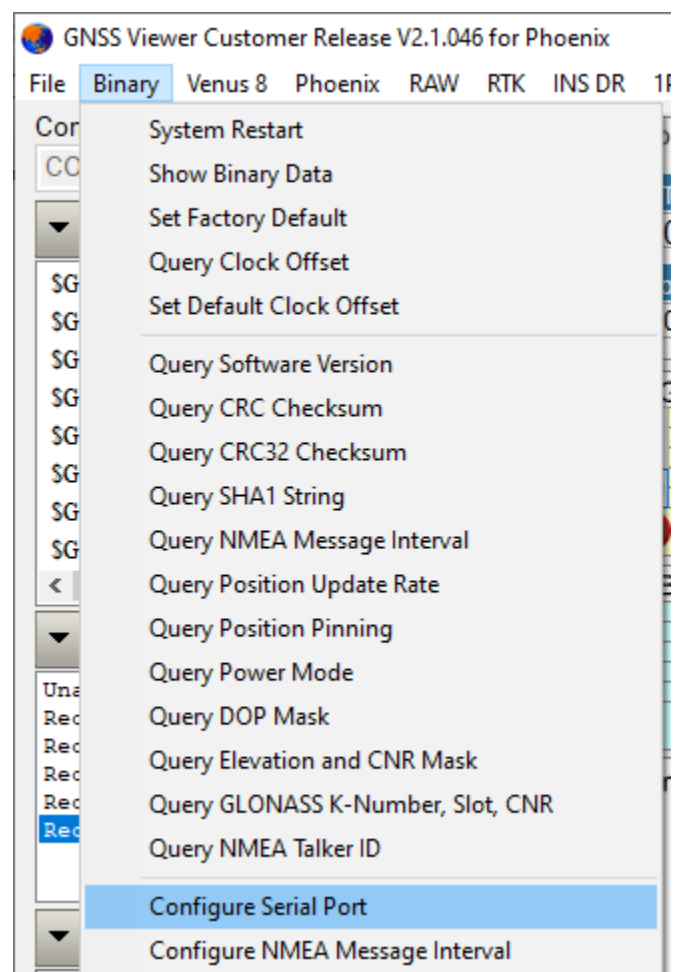 GNSS Viewer Customer Release V2.1.046 for Phoenix
File Binary Venus 8 Phoenix RAW RTK INS DR
System Restart
Show Binary Data
Set Factory Default
Query Clock Offset
Set Default Clock Offset
Query Software Version
Query CRC Checksum
Query CRC32 Checksum
Query SHA1 String
Query NMEA Message Interval
Query Position Update Rate
Query Position Pinning
Query Power Mode
Query DOP Mask
Query Elevation and CNR Mask
Query GLONASS K-Number, Slot, CNR
Query NMEA Talker ID
Configure Serial Port
Configure NMEA Message Interval